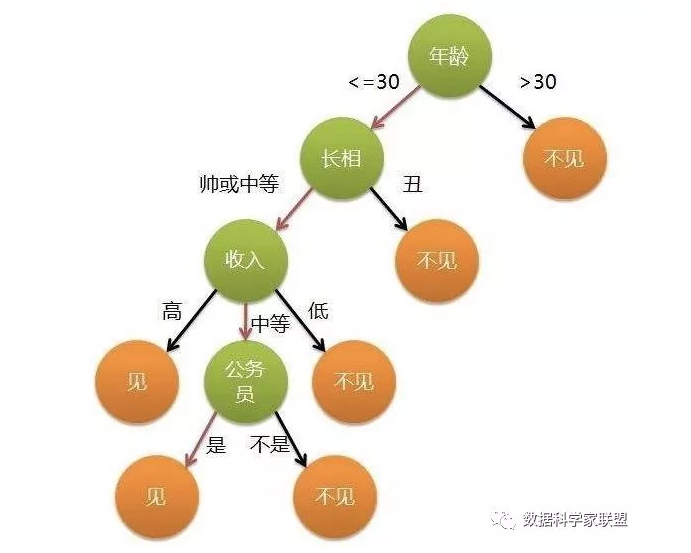 年龄
<=30
>30
长相
不见
帅或中等
丑
收入
不见
高
中等
低
见
公务
员
不见
是
不是
见
不见
数据科学家联盟